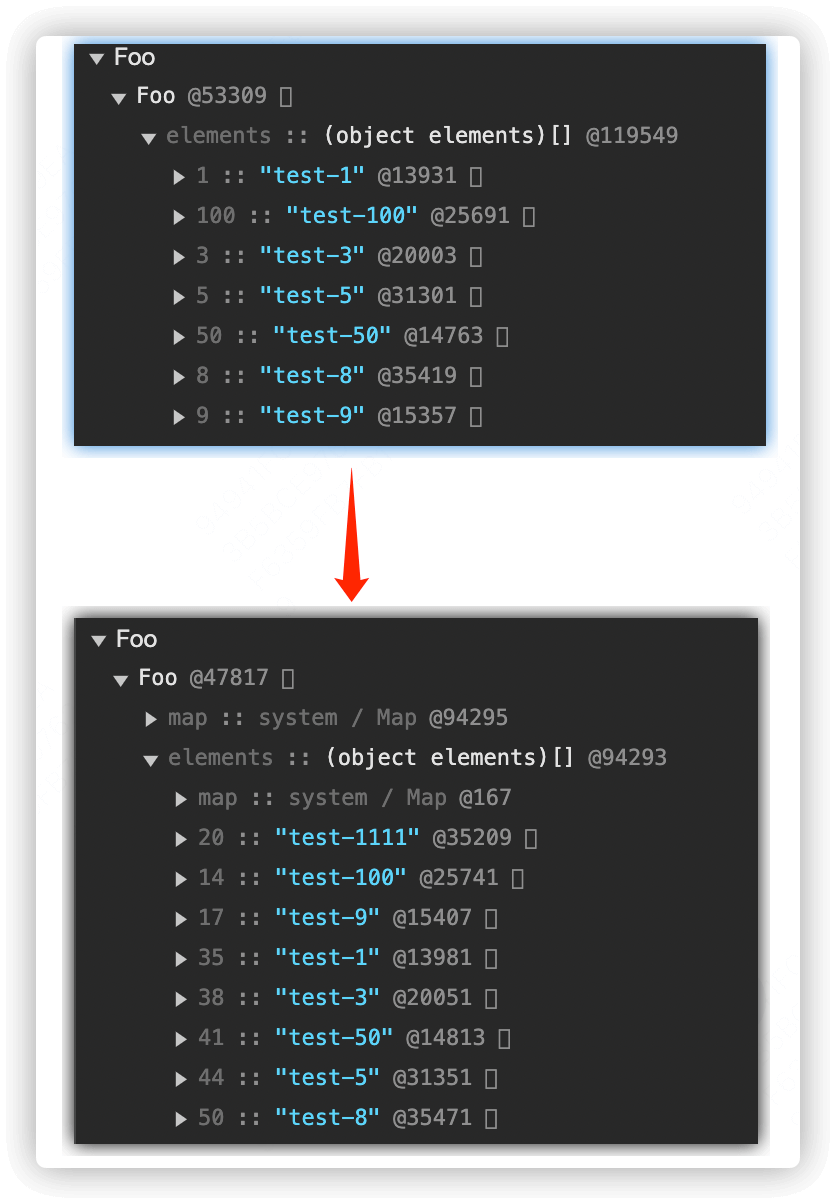 Foo
Foo @53309
elements :: (object elements)[] @119549
1 :: "test-1" @13931
100 :: "test-100" @25691
3 :: "test-3" @20003
5 :: "test-5" @31301
50 :: "test-50" @14763
8 :: "test-8" @35419
9 :: "test-9" @15357
Foo
Foo @47817
map :: system / Map @94295
elements :: (object elements)[] @94293
map :: system / Map @167
20 :: "test-1111" @35209
14 :: "test-100" @25741
17 :: "test-9" @15407
35 :: "test-1" @13981
38 :: "test-3" @20051
41 :: "test-50" @14813
44 :: "test-5" @31351
50 :: "test-8" @35471